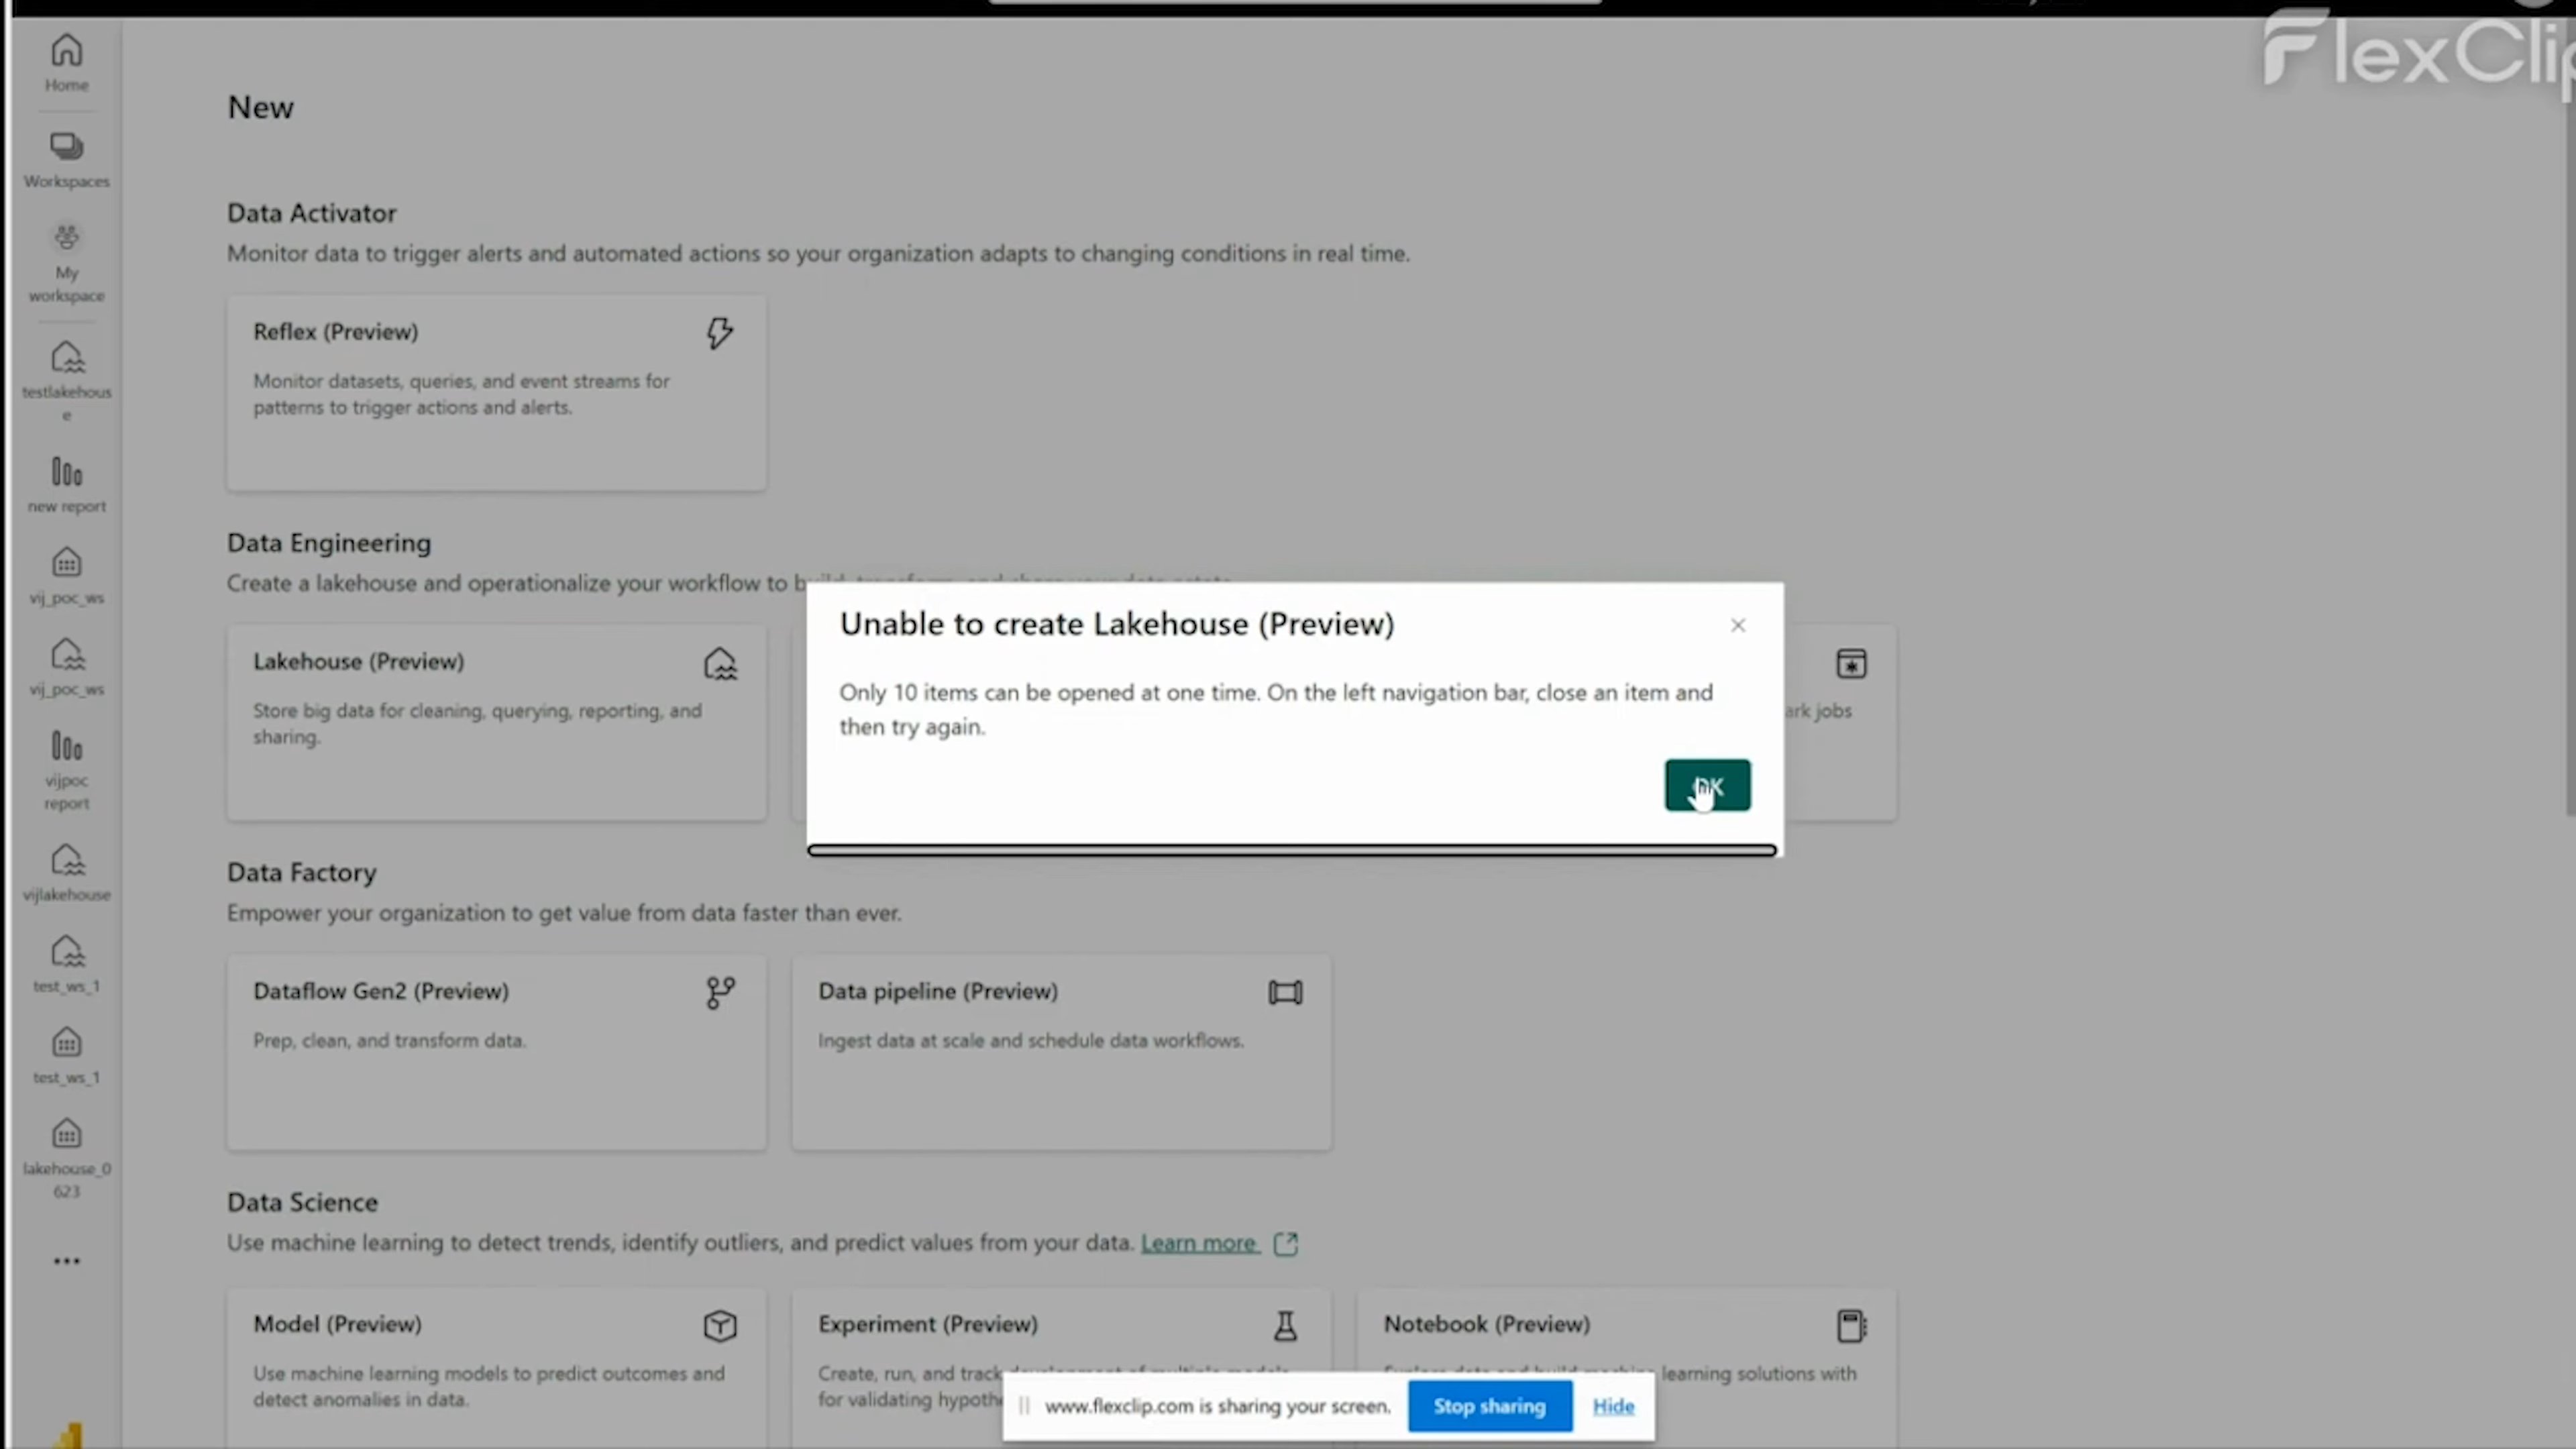 FlexClip
Home
Workspaces
My
workspace
testlakehous
e
new report
vij_poc_ws
vij_poc_ws
vijpoc
report
vijlakehouse
test_ws_1
test_ws_1
lakehouse_0
623
New
Data Activator
Monitor data to trigger alerts and automated actions so your organization adapts to changing conditions in real time.
Reflex (Preview)
Monitor datasets, queries, and event streams for
patterns to trigger actions and alerts.
Data Engineering
Create a lakehouse and operationalize your workflow to
Lakehouse (Preview)
Store big data for cleaning, querying, reporting, and
sharing.
ark jobs
Unable to create Lakehouse (Preview)
Only 10 items can be opened at one time. On the left navigation bar, close an item and
then try again.
OK
Data Factory
Empower your organization to get value from data faster than ever.
Dataflow Gen2 (Preview)
Prep, clean, and transform data.
Data pipeline (Preview)
Ingest data at scale and schedule data workflows.
Data Science
Use machine learning to detect trends, identify outliers, and predict values from your data. Learn more
Model (Preview)
Use machine learning models to predict outcomes and
detect anomalies in data.
Experiment (Preview)
Create, run, and track
for validating
Notebook (Preview)
learning solutions with
www.flexclip.com is sharing your screen.
Stop sharing
Hide